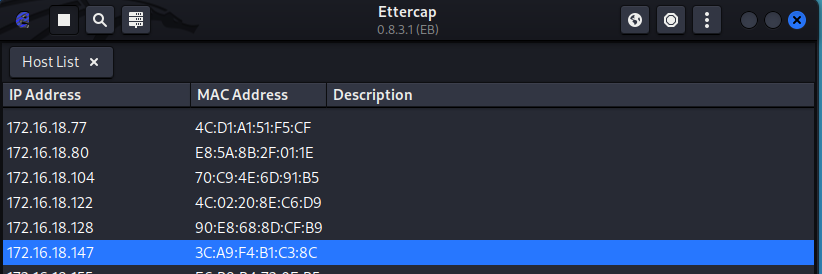 Ettercap
0.8.3.1 (EB)
Host List ×
IP Address MAC Address Description
172.16.18.77 4C:D1:A1:51:F5:CF
172.16.18.80 E8:5A:8B:2F:01:1E
172.16.18.104 70:C9:4E:6D:91:B5
172.16.18.122 4C:02:20:8E:C6:D9
172.16.18.128 90:E8:68:8D:CF:B9
172.16.18.147 3C:A9:F4:B1:C3:8C